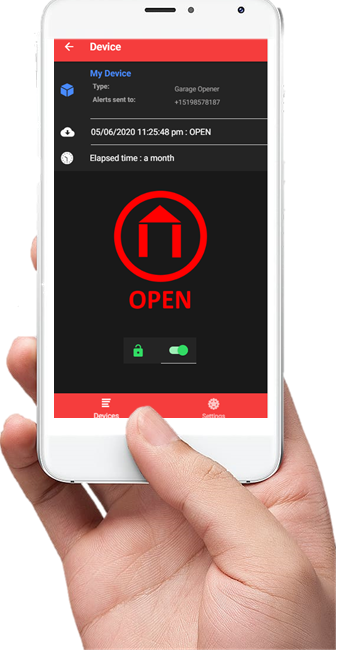 Device
My Device
Type: Garage Opener
Alerts sent to: +15198578187
05/06/2020 11:25:48 pm : OPEN
Elapsed time : a month
OPEN
Devices Settings